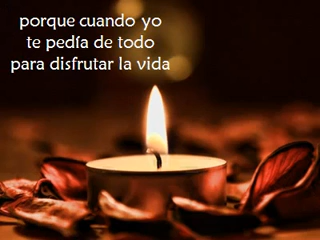 porque cuando yo
te pedía de todo
para disfrutar la vida